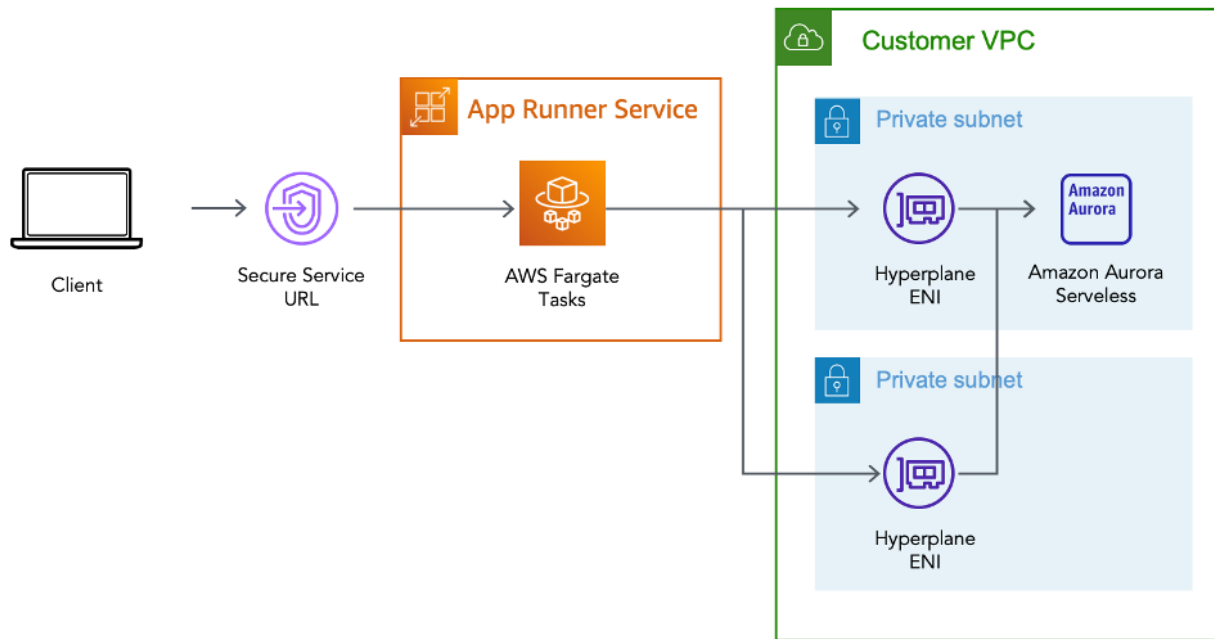 Customer VPC
App Runner Service
Private subnet
Amazon
Aurora
Client
Secure Service
URL
AWS Fargate
Tasks
Hyperplane
ENI
Amazon Aurora
Serveless
Private subnet
Hyperplane
ENI